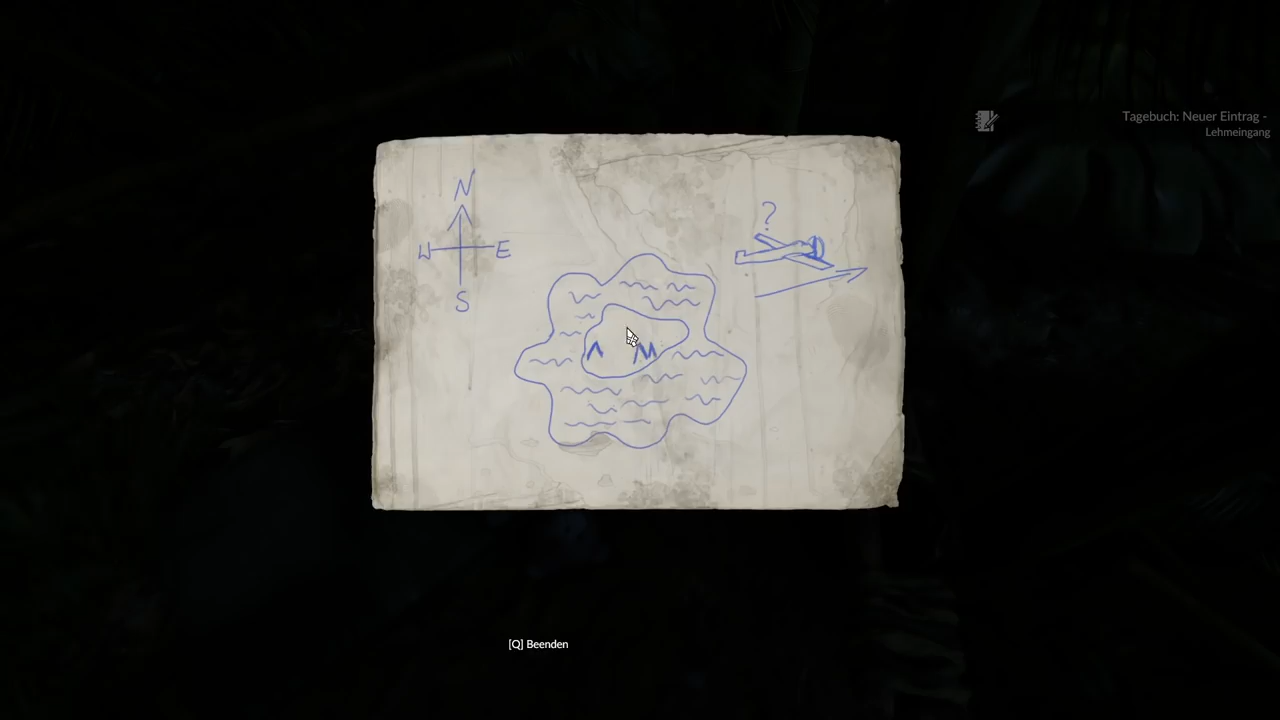 Tagebuch: Neuer Eintrag -
Lehmeingang
N
W E
S
?
[Q] Beenden